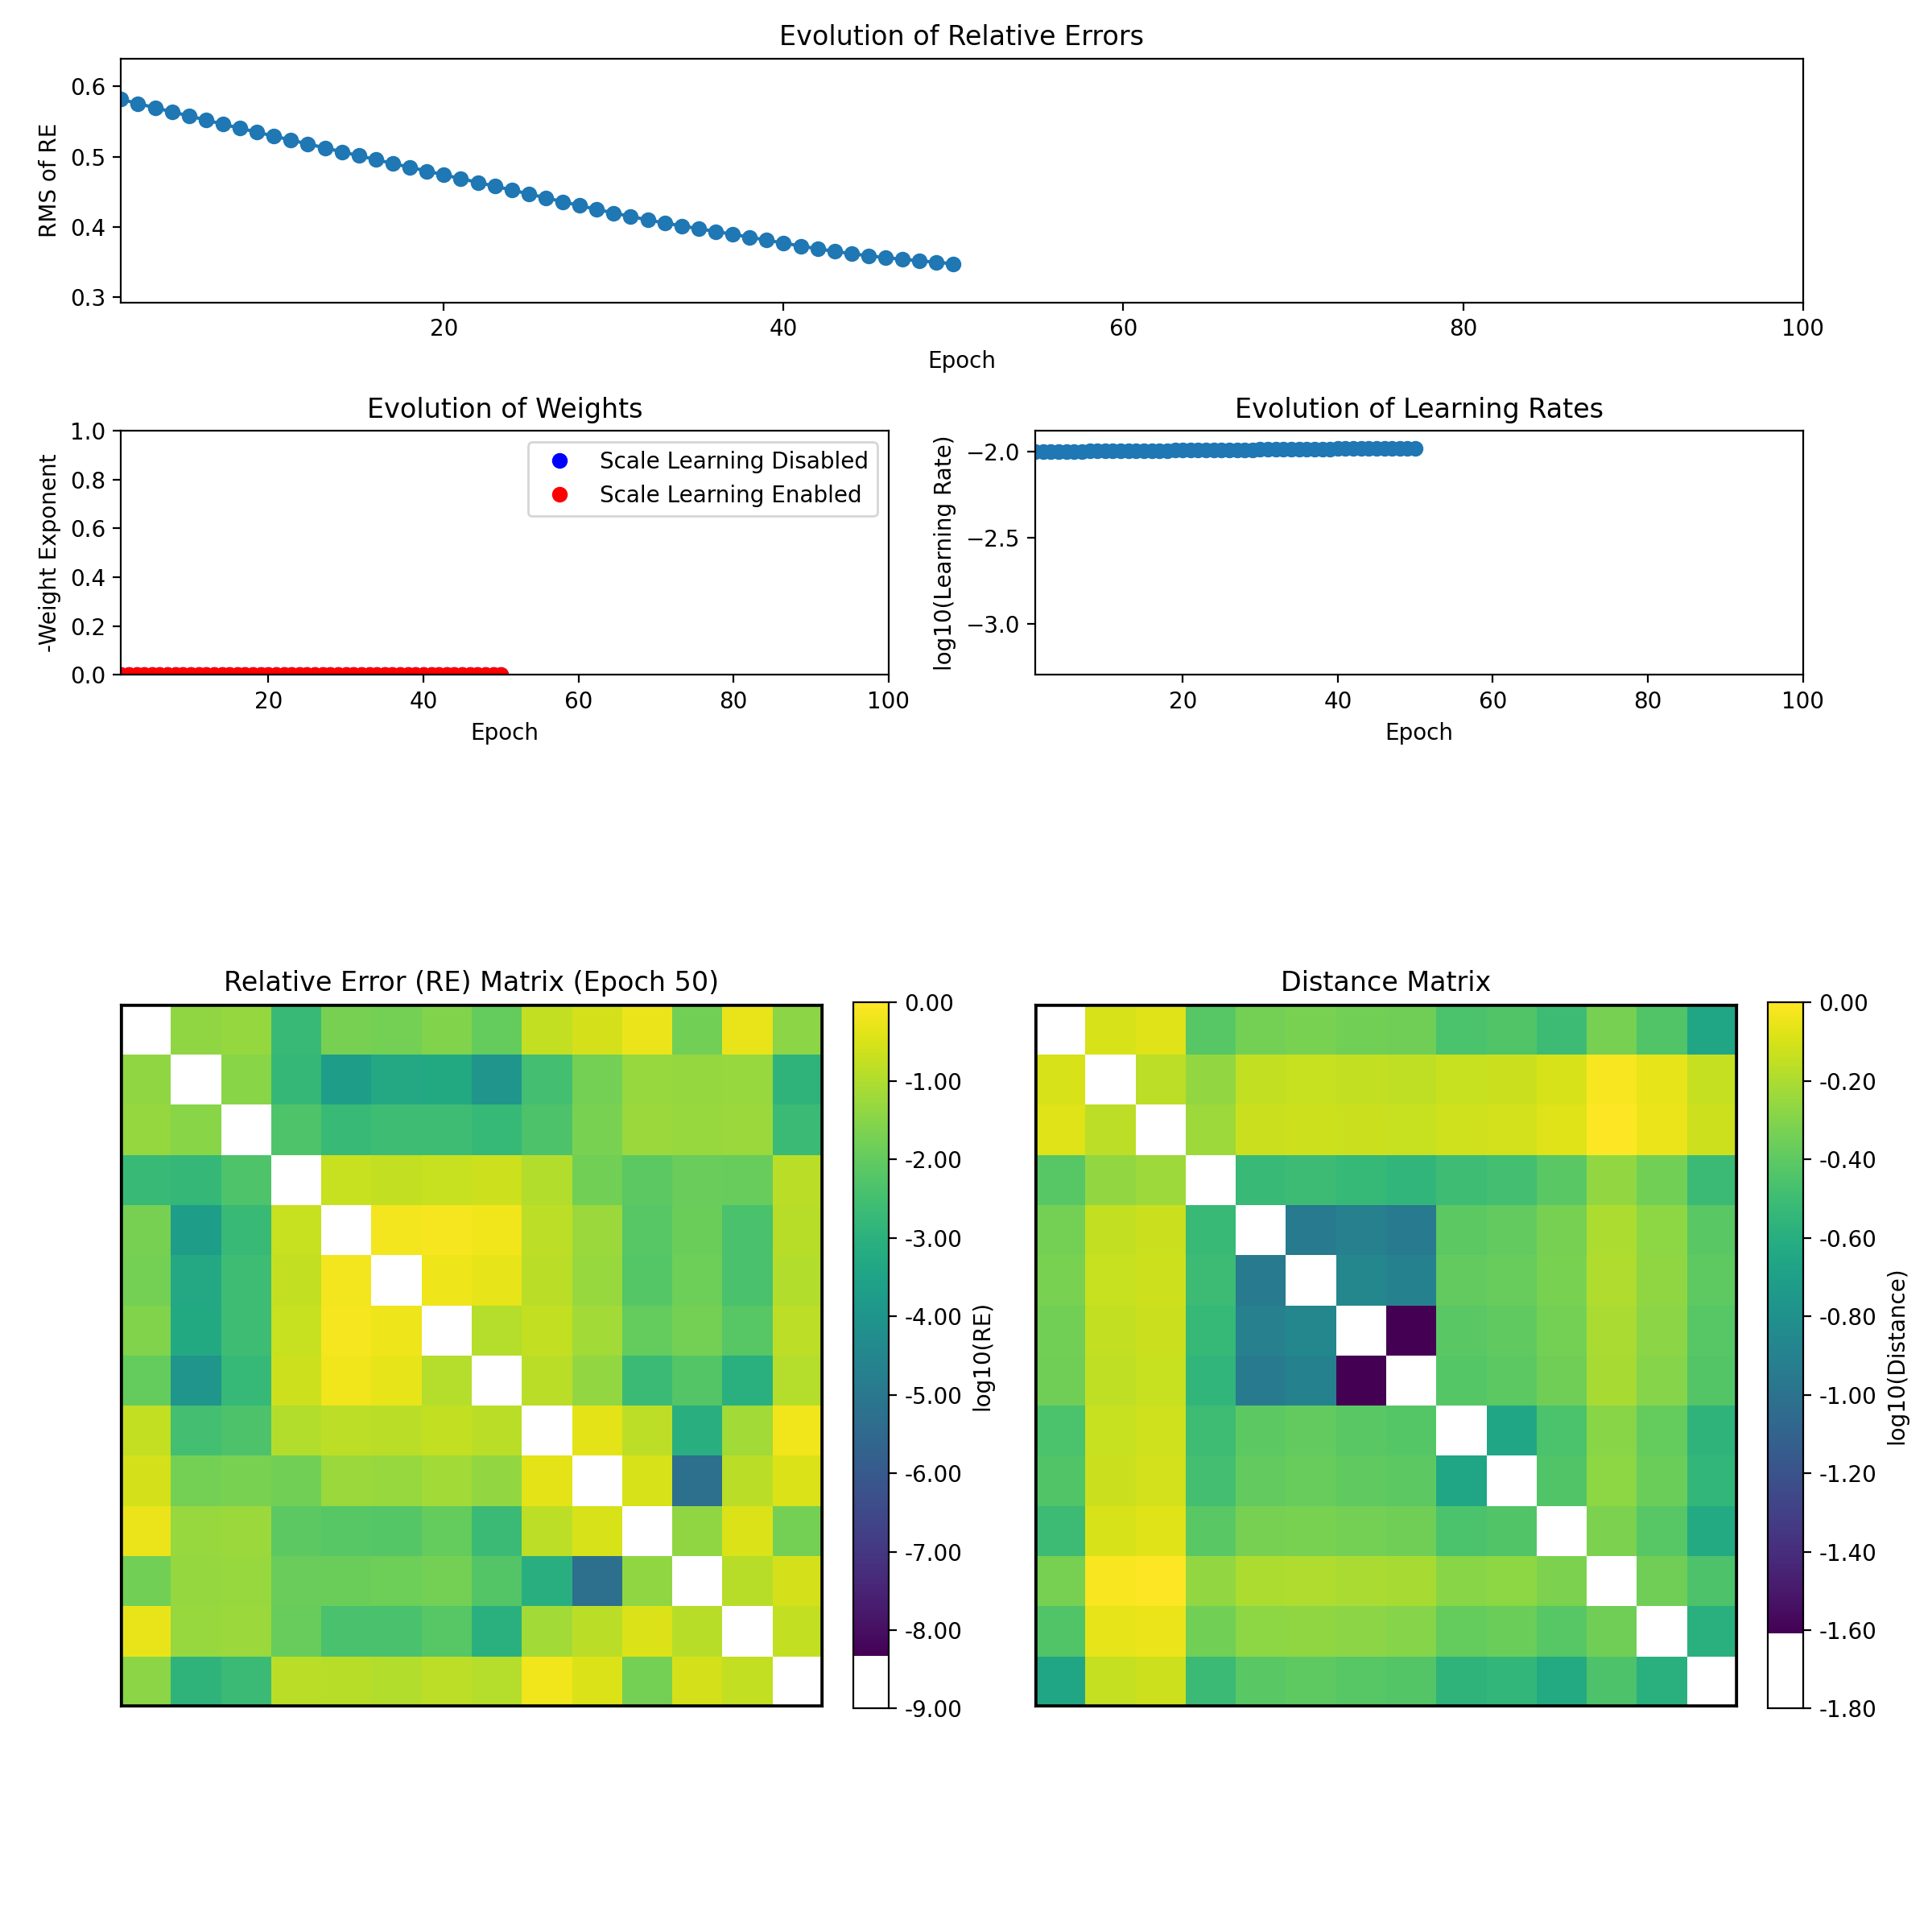 Evolution of Relative Errors
RMS of RE
0.6
0.5
0.4
0.3
20 40 60 80 100
Epoch
Evolution of Weights
-Weight Exponent
1.0
0.8
0.6
0.4
0.2
0.0
Scale Learning Disabled
Scale Learning Enabled
20 40 60 80 100
Epoch
Evolution of Learning Rates
log10(Learning Rate)
−2.0
−2.5
−3.0
20 40 60 80 100
Epoch
Relative Error (RE) Matrix (Epoch 50)
0.00
-1.00
-2.00
-3.00
-4.00
-5.00
-6.00
-7.00
-8.00
-9.00
log10(RE)
Distance Matrix
0.00
-0.20
-0.40
-0.60
-0.80
-1.00
-1.20
-1.40
-1.60
-1.80
log10(Distance)